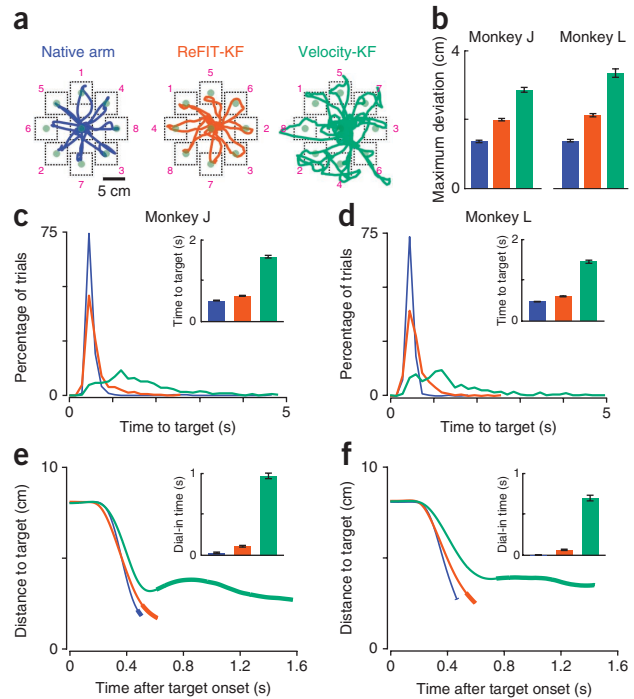 a
Native arm
ReFIT-KF
Velocity-KF
1
5
4
6
8
2
3
7
5 cm
5
1
6
4
2
8
3
7
5
1
7
8
3
2
6
4
b
Monkey J
Monkey L
Maximum deviation (cm)
4
2
0
c
Monkey J
Percentage of trials
75
0
0
5
Time to target (s)
Time to target (s)
2
1
0
d
Monkey L
Percentage of trials
75
0
0
5
Time to target (s)
Time to target (s)
2
1
0
e
Distance to target (cm)
10
0
0
0.4
0.8
1.2
1.6
Time after target onset (s)
Dial-in time (s)
1
0
f
Distance to target (cm)
10
0
0
0.4
0.8
1.2
1.6
Time after target onset (s)
Dial-in time (s)
1
0